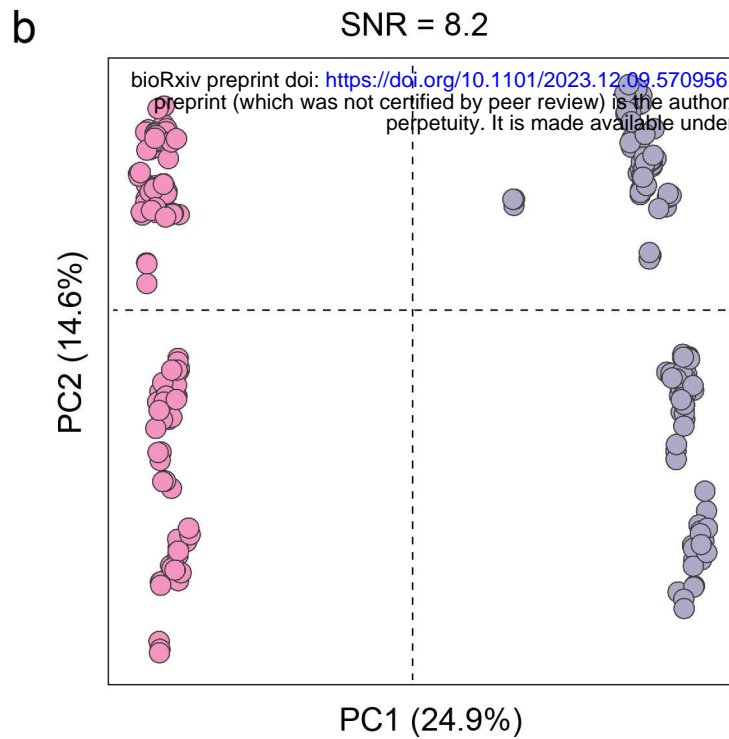 b
SNR = 8.2
bioRxiv preprint doi: https://doi.org/10.1101/2023.12.09.570956
preprint (which was not certified by peer review) is the author
perpetuity. It is made available under
PC2 (14.6%)
PC1 (24.9%)